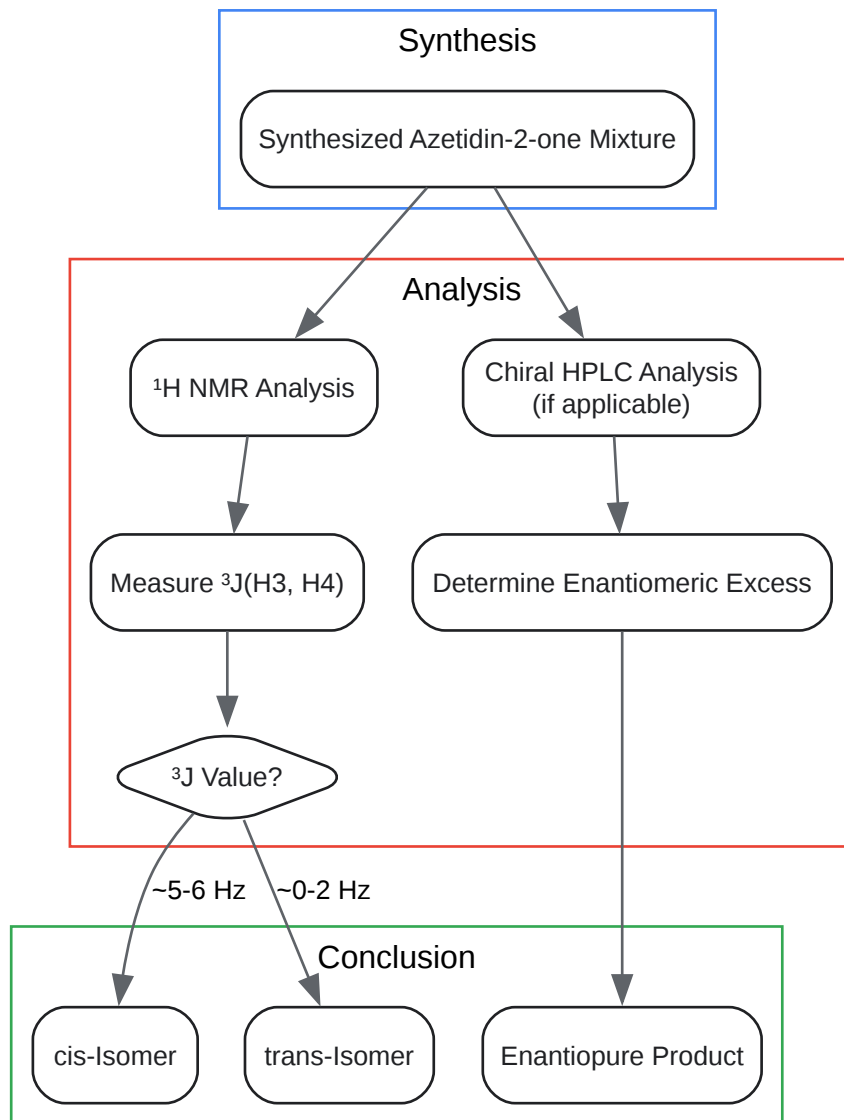 Synthesis
Synthesized Azetidin-2-one Mixture
Analysis
¹H NMR Analysis
Chiral HPLC Analysis
(if applicable)
Measure ³J(H3, H4)
Determine Enantiomeric Excess
³J Value?
~5-6 Hz
~0-2 Hz
Conclusion
cis-Isomer
trans-Isomer
Enantiopure Product